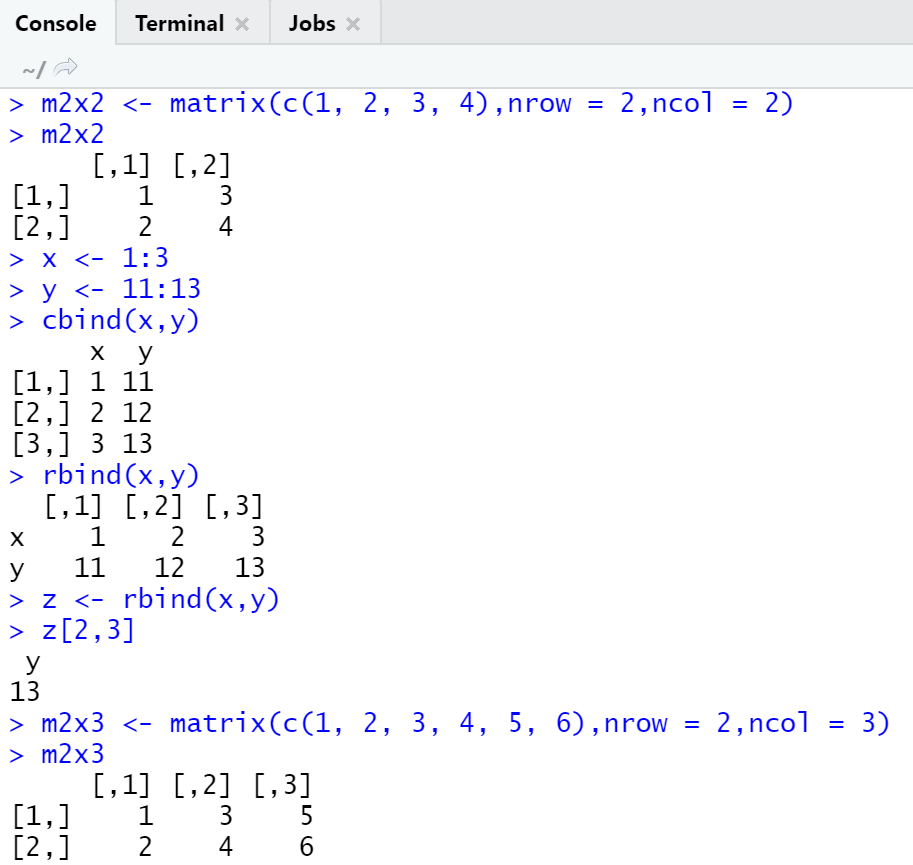 Console Terminal × Jobs ×
~/
> m2x2 <- matrix(c(1, 2, 3, 4),nrow = 2,ncol = 2)
> m2x2
     [,1] [,2]
[1,]    1    3
[2,]    2    4
> x <- 1:3
> y <- 11:13
> cbind(x,y)
     x  y
[1,] 1 11
[2,] 2 12
[3,] 3 13
> rbind(x,y)
  [,1] [,2] [,3]
x    1    2    3
y   11   12   13
> z <- rbind(x,y)
> z[2,3]
 y
13
> m2x3 <- matrix(c(1, 2, 3, 4, 5, 6),nrow = 2,ncol = 3)
> m2x3
     [,1] [,2] [,3]
[1,]    1    3    5
[2,]    2    4    6